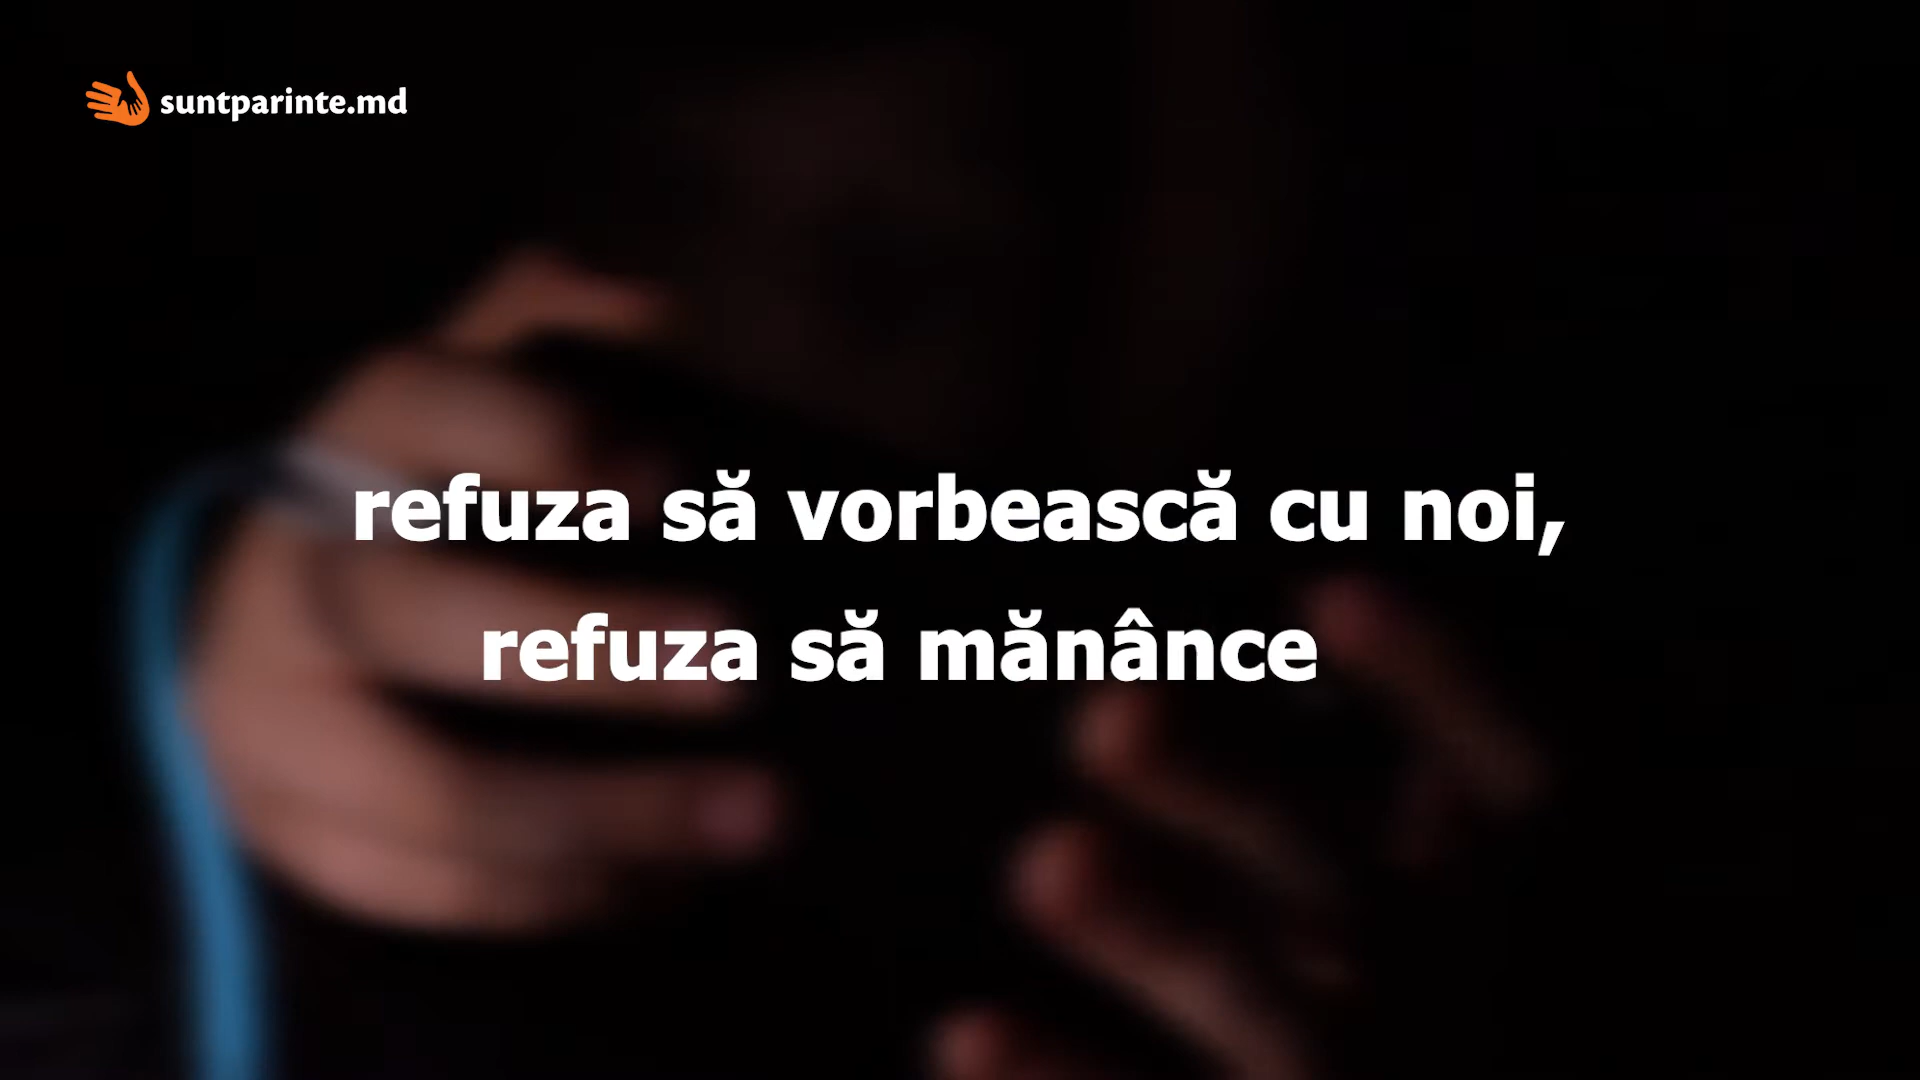 suntparinte.md
refuza să vorbească cu noi,
refuza să mănânce